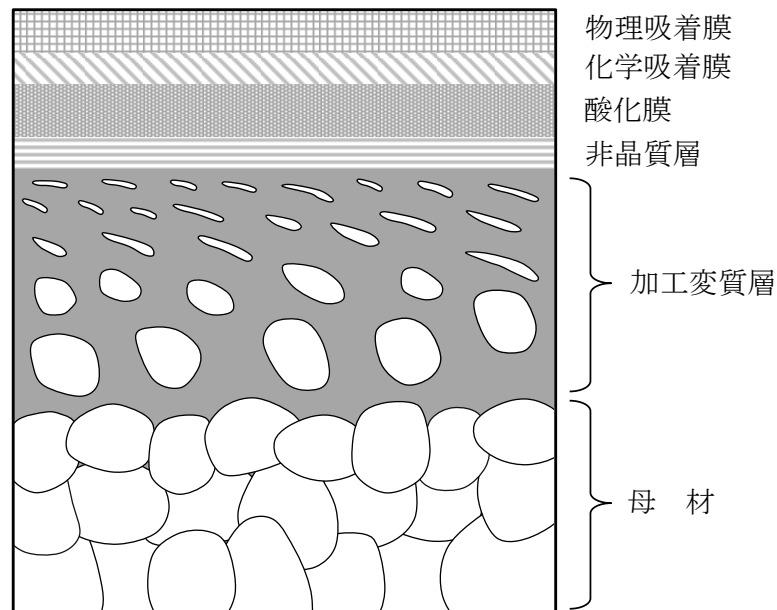 物理吸着膜
化学吸着膜
酸化膜
非晶質層
加工変質層
母　材